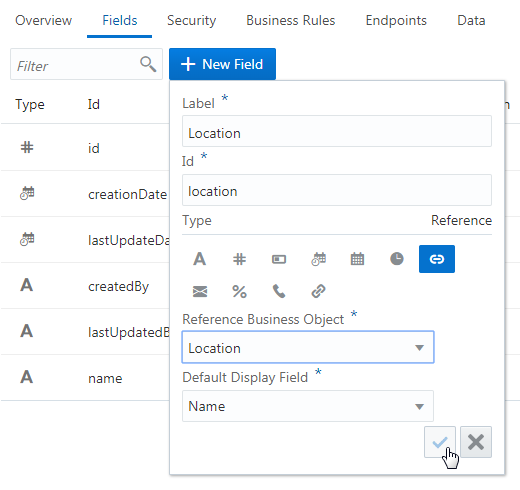 Overview Fields Security Business Rules Endpoints Data
Filter + New Field
Type Id
Label *
Location
# id
Id *
creationDate location
Type Reference
lastUpdateDa
A createdBy
Reference Business Object *
A lastUpdatedB Location
Default Display Field *
A name Name